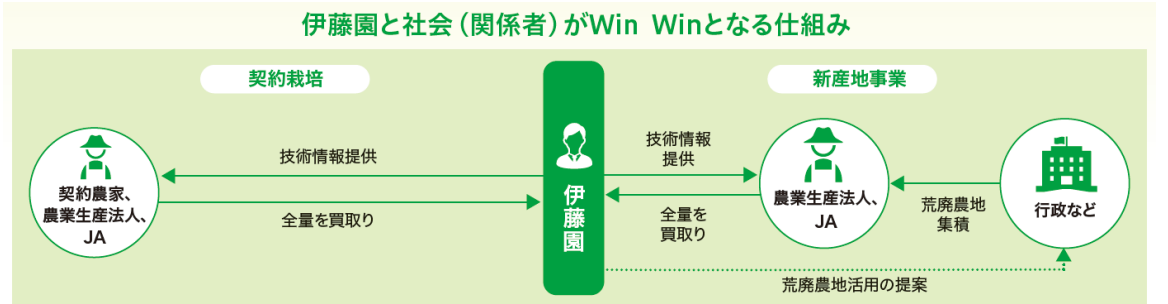 伊藤園と社会（関係者）がWin Winとなる仕組み
契約栽培
新産地事業
契約農家、
農業生産法人、
JA
技術情報提供
全量を買取り
伊藤園
技術情報
提供
全量を
買取り
農業生産法人、
JA
荒廃農地
集積
行政など
荒廃農地活用の提案